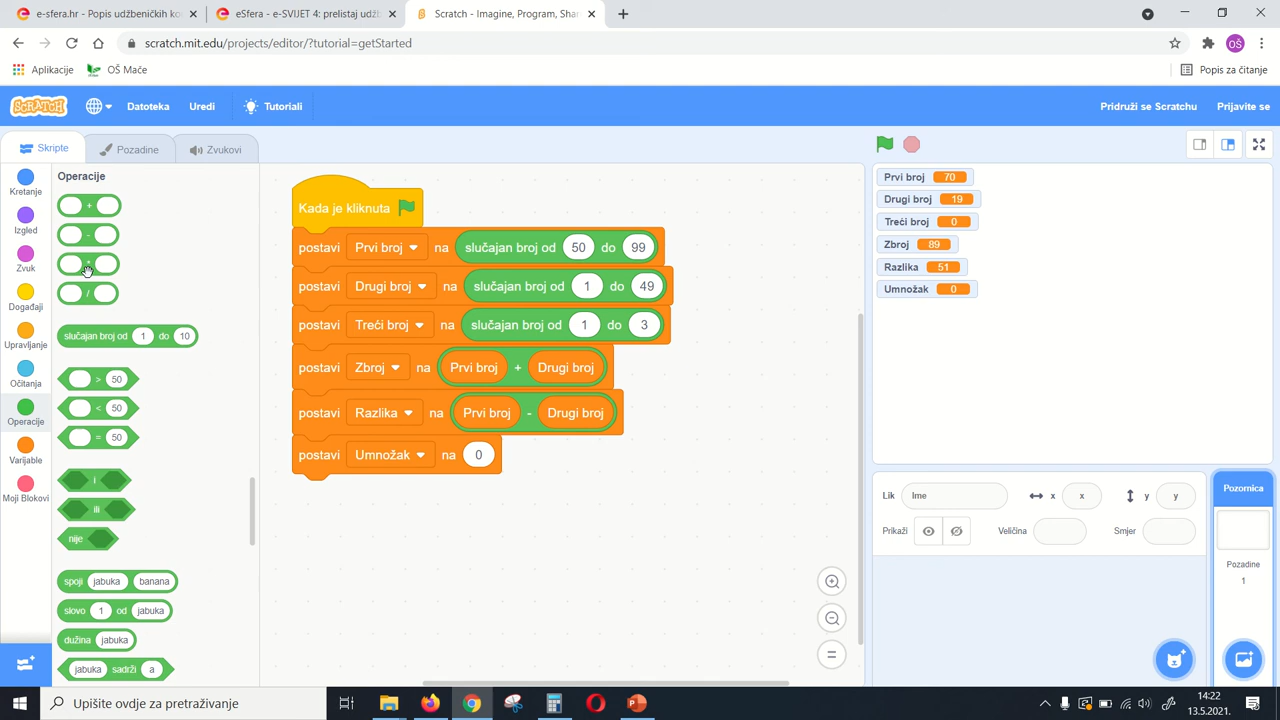 e-sfera.hr - Popis udžbeničkih ko
eSfera - e-SVIJET 4: prelistaj udžb
Scratch - Imagine, Program, Shar
scratch.mit.edu/projects/editor/?tutorial=getStarted
OŠ
Aplikacije
OŠ Mače
Popis za čitanje
SCRATCH
Datoteka
Uredi
Tutoriali
Pridruži se Scratchu
Prijavite se
Skripte
Pozadine
Zvukovi
Kretanje
Izgled
Zvuk
Događaji
Upravljanje
Očitanja
Operacije
Varijable
Moji Blokovi
Operacije
+
-
*
/
slučajan broj od 1 do 10
> 50
< 50
= 50
i
ili
nije
spoji jabuka banana
slovo 1 od jabuka
dužina jabuka
jabuka sadrži a
Kada je kliknuta
postavi Prvi broj na slučajan broj od 50 do 99
postavi Drugi broj na slučajan broj od 1 do 49
postavi Treći broj na slučajan broj od 1 do 3
postavi Zbroj na Prvi broj + Drugi broj
postavi Razlika na Prvi broj - Drugi broj
postavi Umnožak na 0
Prvi broj 70
Drugi broj 19
Treći broj 0
Zbroj 89
Razlika 51
Umnožak 0
Lik Ime x x y y
Prikaži Veličina Smjer
Pozornica
Pozadine
1
Upišite ovdje za pretraživanje
14:22
13.5.2021.